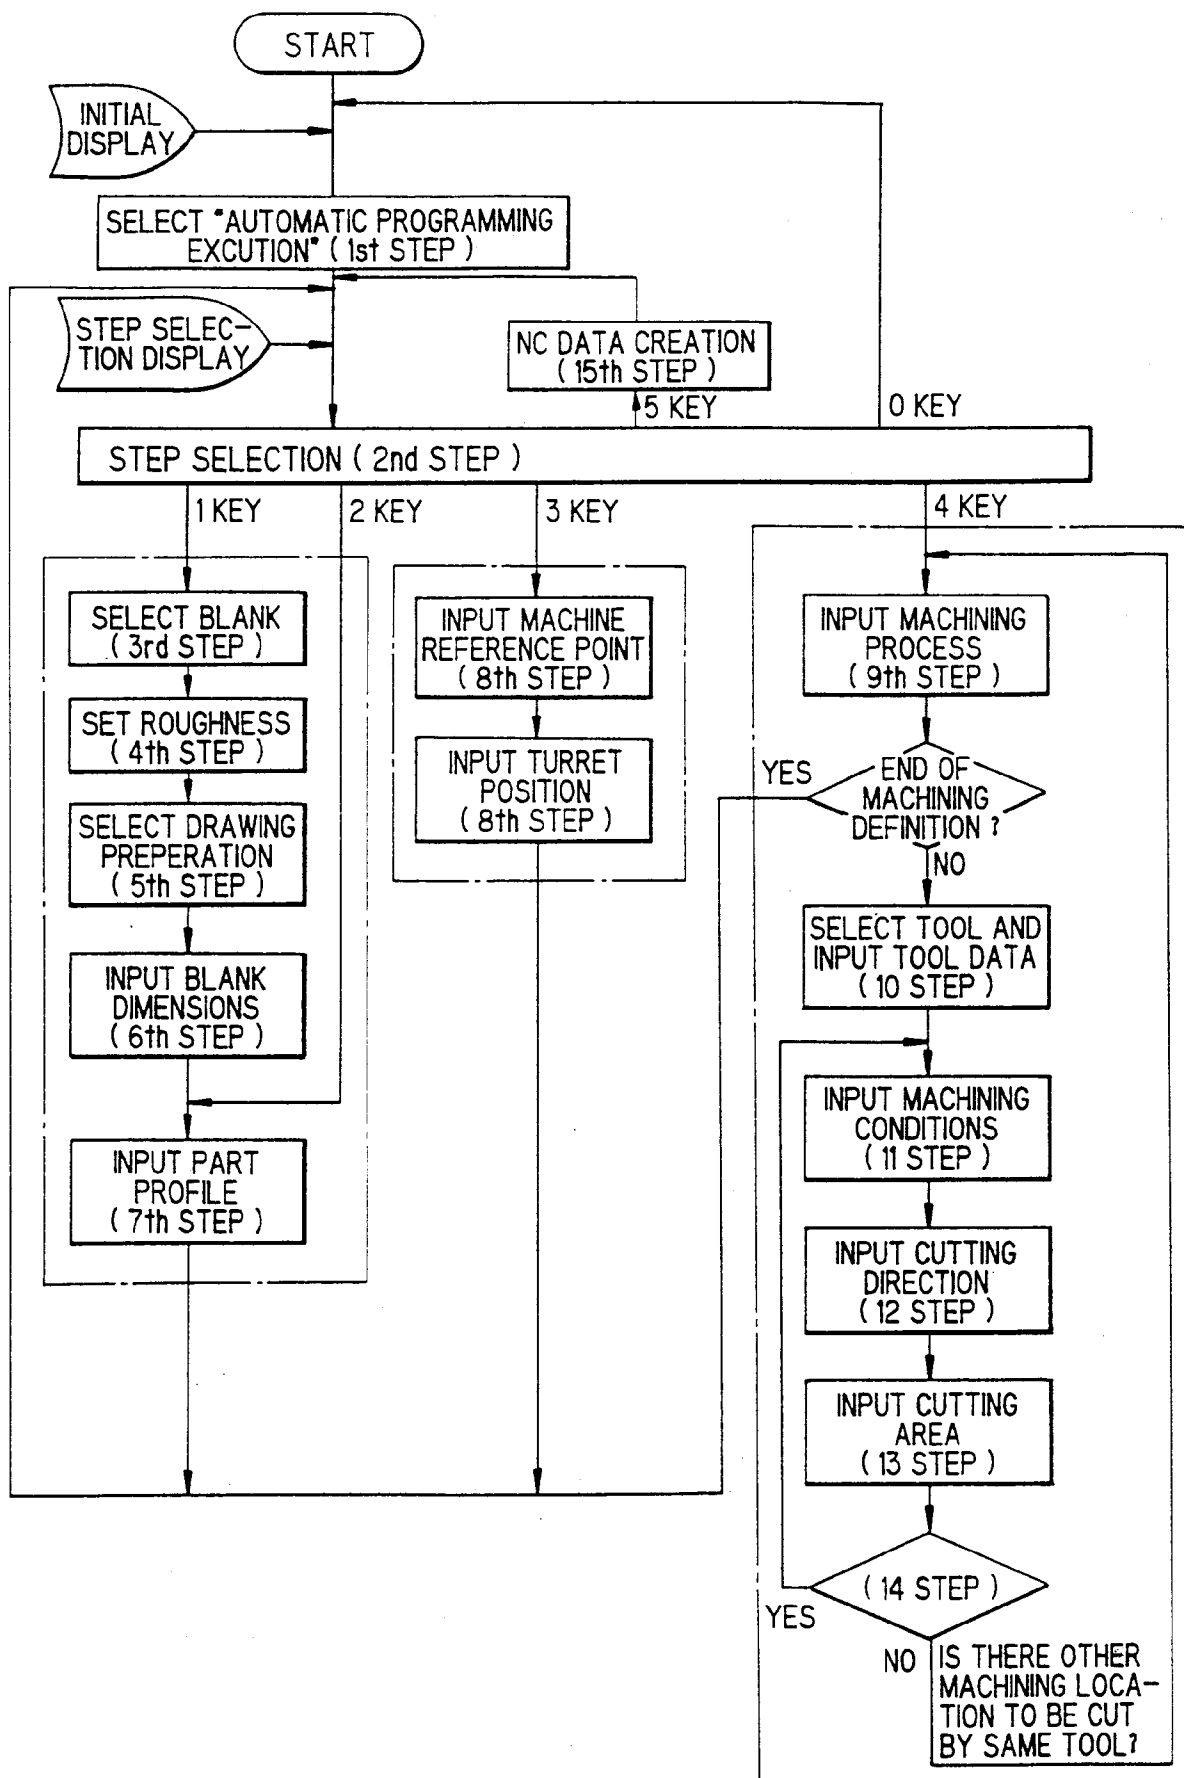 START
INITIAL
DISPLAY
SELECT "AUTOMATIC PROGRAMMING
EXCUTION" ( 1st STEP )
STEP SELEC-
TION DISPLAY
NC DATA CREATION
( 15th STEP )
5 KEY
0 KEY
STEP SELECTION ( 2nd STEP )
1 KEY
2 KEY
3 KEY
4 KEY
SELECT BLANK
( 3rd STEP )
SET ROUGHNESS
( 4th STEP )
SELECT DRAWING
PREPERATION
( 5th STEP )
INPUT BLANK
DIMENSIONS
( 6th STEP )
INPUT PART
PROFILE
( 7th STEP )
INPUT MACHINE
REFERENCE POINT
( 8th STEP )
INPUT TURRET
POSITION
( 8th STEP )
INPUT MACHINING
PROCESS
( 9th STEP )
YES
END OF
MACHINING
DEFINITION ?
NO
SELECT TOOL AND
INPUT TOOL DATA
( 10 STEP )
INPUT MACHINING
CONDITIONS
( 11 STEP )
INPUT CUTTING
DIRECTION
( 12 STEP )
INPUT CUTTING
AREA
( 13 STEP )
( 14 STEP )
YES
NO
IS THERE OTHER
MACHINING LOCA-
TION TO BE CUT
BY SAME TOOL?